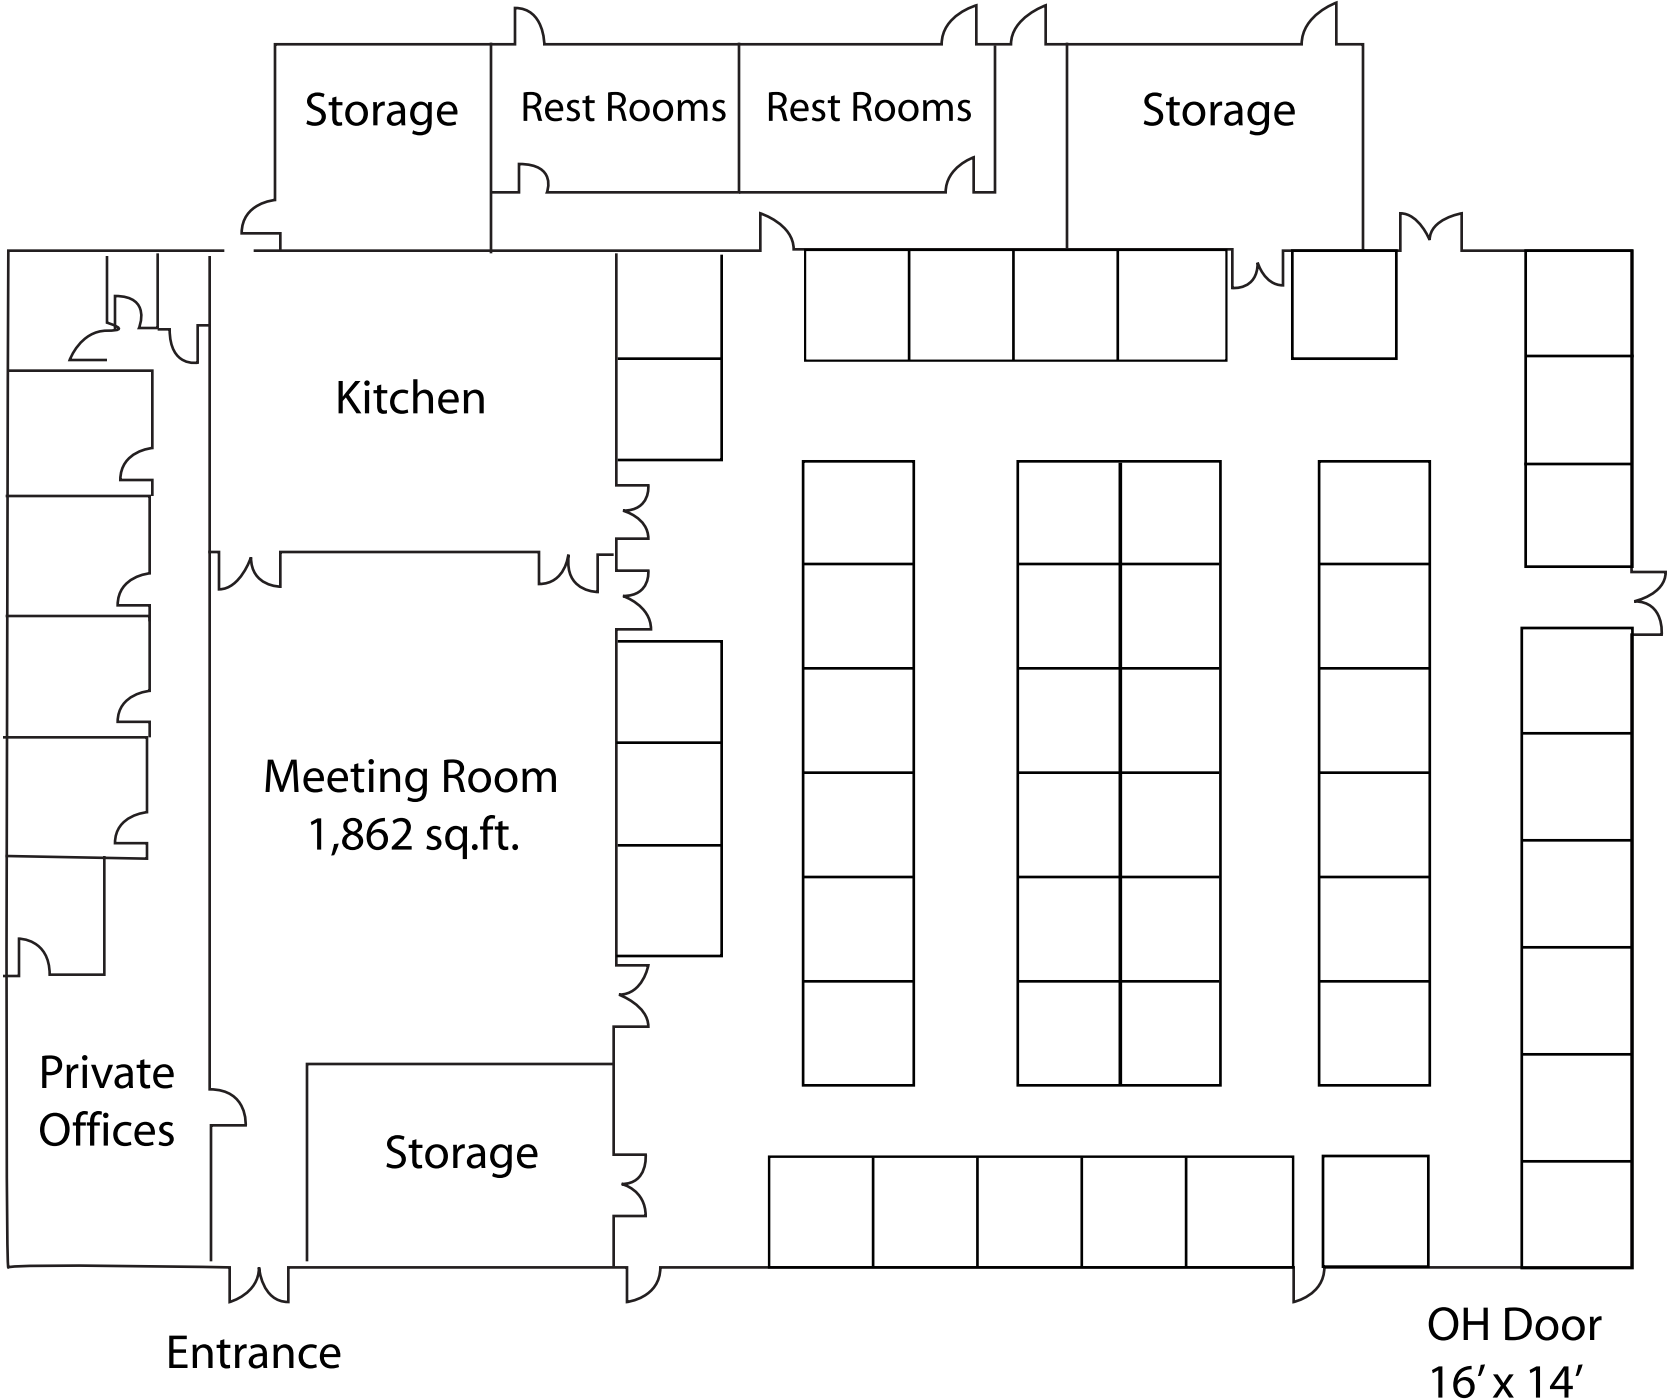 Storage
Rest Rooms
Rest Rooms
Storage
Kitchen
Meeting Room
1,862 sq.ft.
Private
Offices
Storage
Entrance
OH Door
16’ x 14’